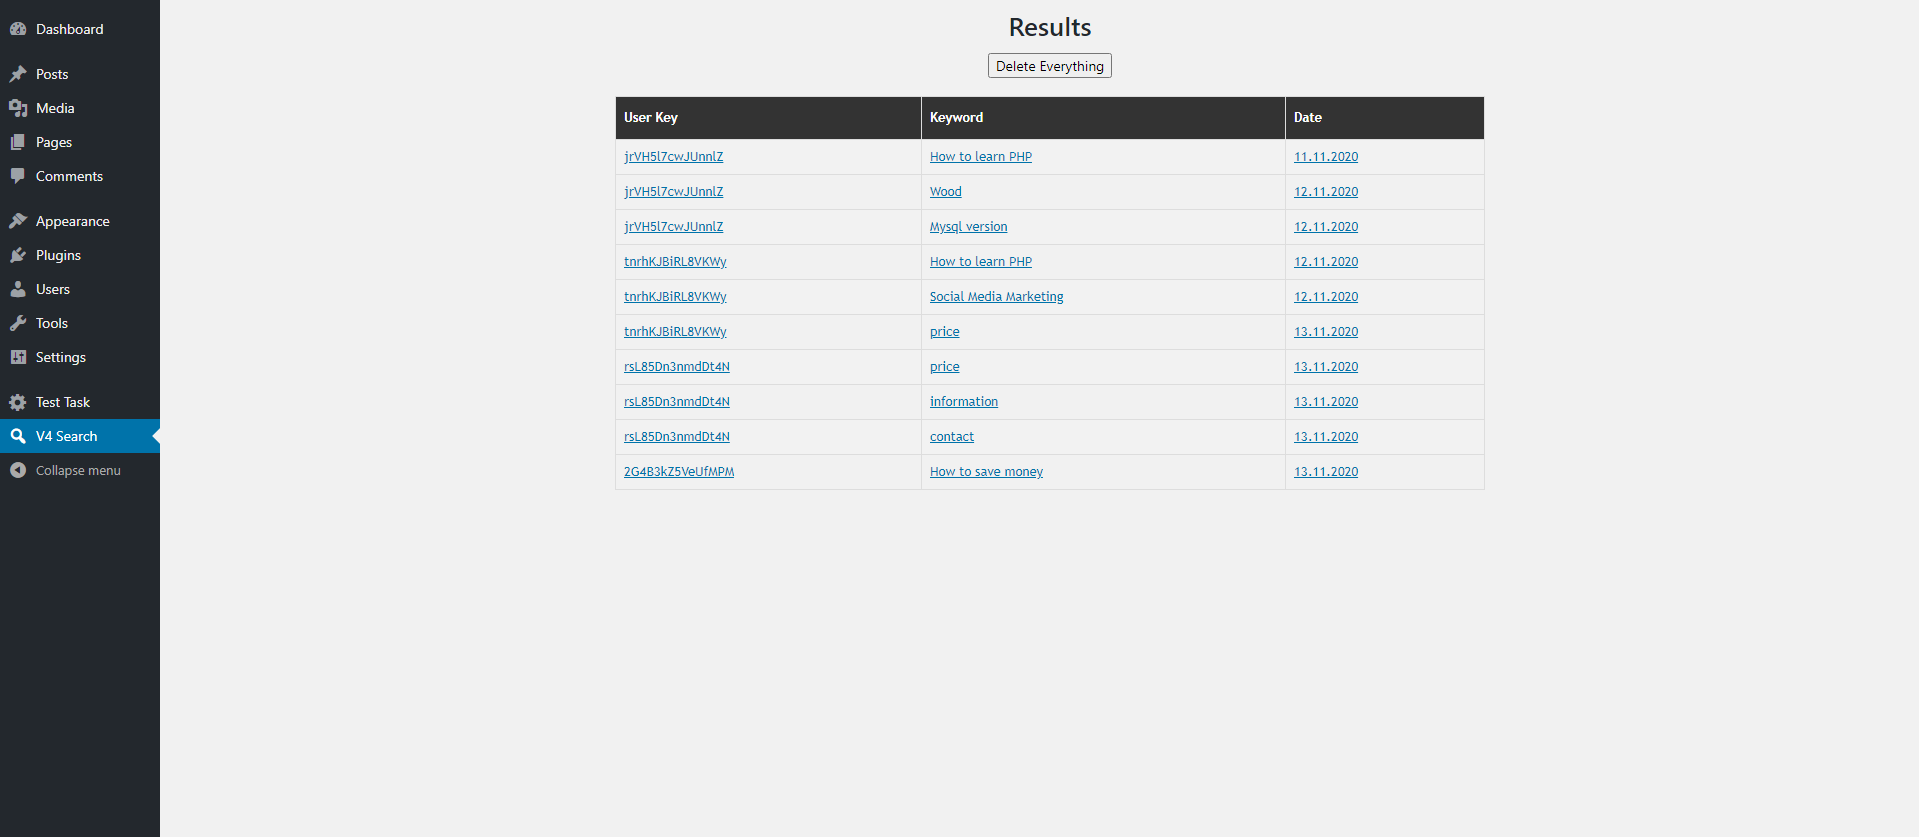 Dashboard
Posts
Media
Pages
Comments
Appearance
Plugins
Users
Tools
Settings
Test Task
V4 Search
Collapse menu
Results
Delete Everything
User Key Keyword Date
jrVH5l7cwJUnnlZ How to learn PHP 11.11.2020
jrVH5l7cwJUnnlZ Wood 12.11.2020
jrVH5l7cwJUnnlZ Mysql version 12.11.2020
tnrhKJBiRL8VKWy How to learn PHP 12.11.2020
tnrhKJBiRL8VKWy Social Media Marketing 12.11.2020
tnrhKJBiRL8VKWy price 13.11.2020
rsL85Dn3nmdDt4N price 13.11.2020
rsL85Dn3nmdDt4N information 13.11.2020
rsL85Dn3nmdDt4N contact 13.11.2020
2G4B3kZ5VeUfMPM How to save money 13.11.2020